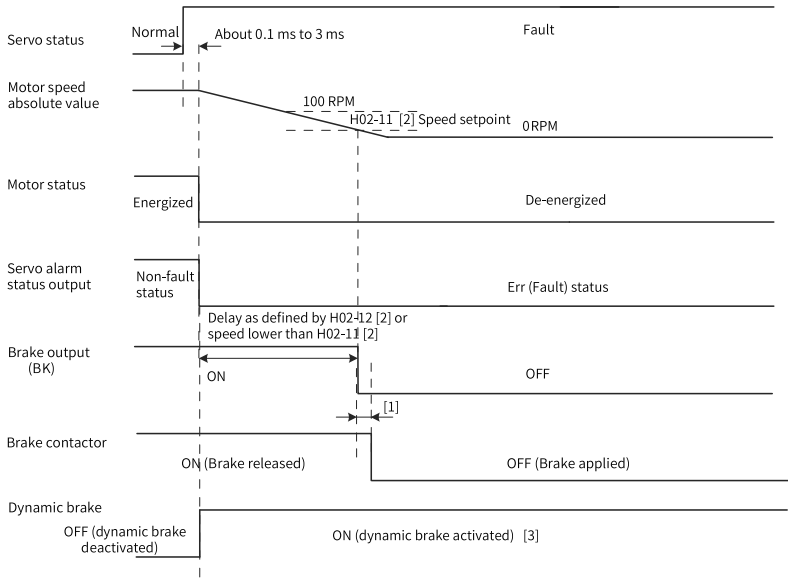 Servo status
Normal
About 0.1 ms to 3 ms
Fault
Motor speed
absolute value
100 RPM
H02-11 [2] Speed setpoint
0RPM
Motor status
Energized
De-energized
Servo alarm
status output
Non-fault
status
Err (Fault) status
Delay as defined by H02-12 [2] or
speed lower than H02-11 [2]
Brake output
(BK)
ON
OFF
[1]
Brake contactor
ON (Brake released)
OFF (Brake applied)
Dynamic brake
OFF (dynamic brake
deactivated)
ON (dynamic brake activated) [3]